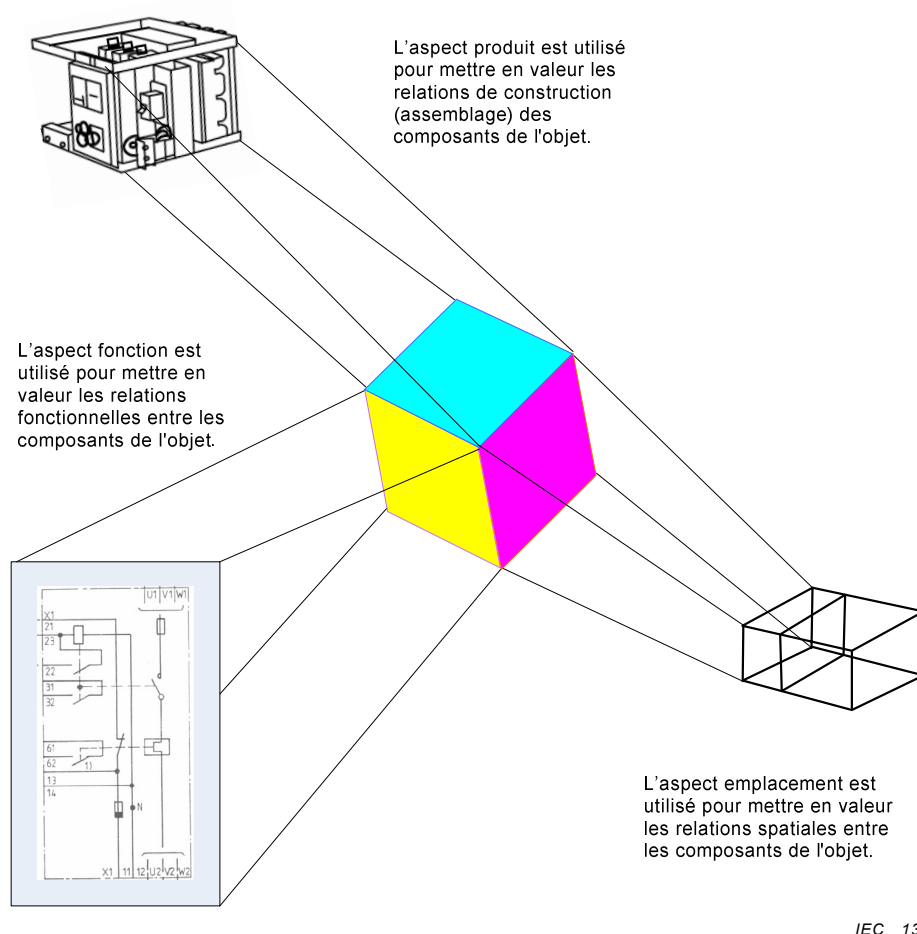 L'aspect produit est utilisé
pour mettre en valeur les
relations de construction
(assemblage) des
composants de l'objet.
L'aspect fonction est
utilisé pour mettre en
valeur les relations
fonctionnelles entre les
composants de l'objet.
U1 V1 W1
X1
21
23
22
31
32
61
62 1)
13
14
N
X1 11 12 U2 V2 W2
L'aspect emplacement est
utilisé pour mettre en valeur
les relations spatiales entre
les composants de l'objet.
IEC 13